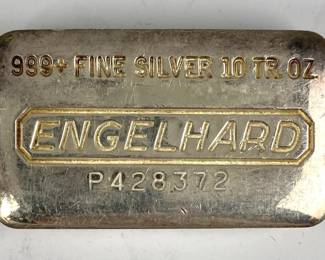 999+ FINE SILVER 10 TR. OZ.
ENGELHARD
P428372